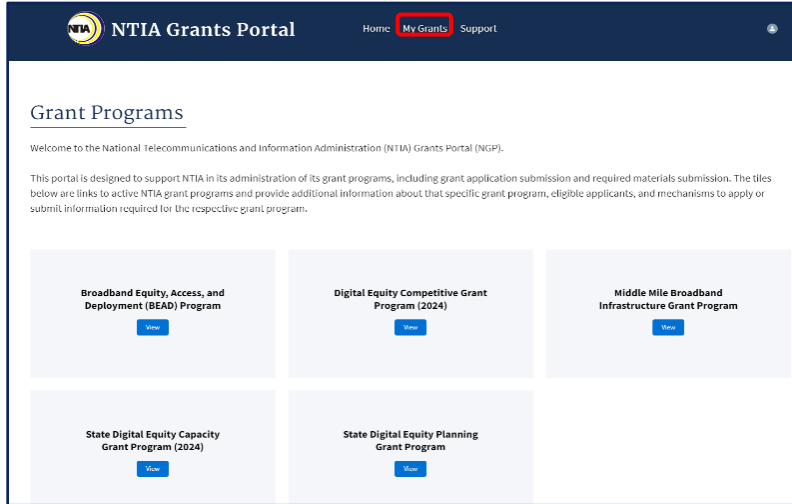 NTIA NTIA Grants Portal Home My Grants Support
Grant Programs
Welcome to the National Telecommunications and Information Administration (NTIA) Grants Portal (NGP).
This portal is designed to support NTIA in its administration of its grant programs, including grant application submission and required materials submission. The tiles
below are links to active NTIA grant programs and provide additional information about that specific grant program, eligible applicants, and mechanisms to apply or
submit information required for the respective grant program.
Broadband Equity, Access, and
Deployment (BEAD) Program
View
Digital Equity Competitive Grant
Program (2024)
View
Middle Mile Broadband
Infrastructure Grant Program
View
State Digital Equity Capacity
Grant Program (2024)
View
State Digital Equity Planning
Grant Program
View